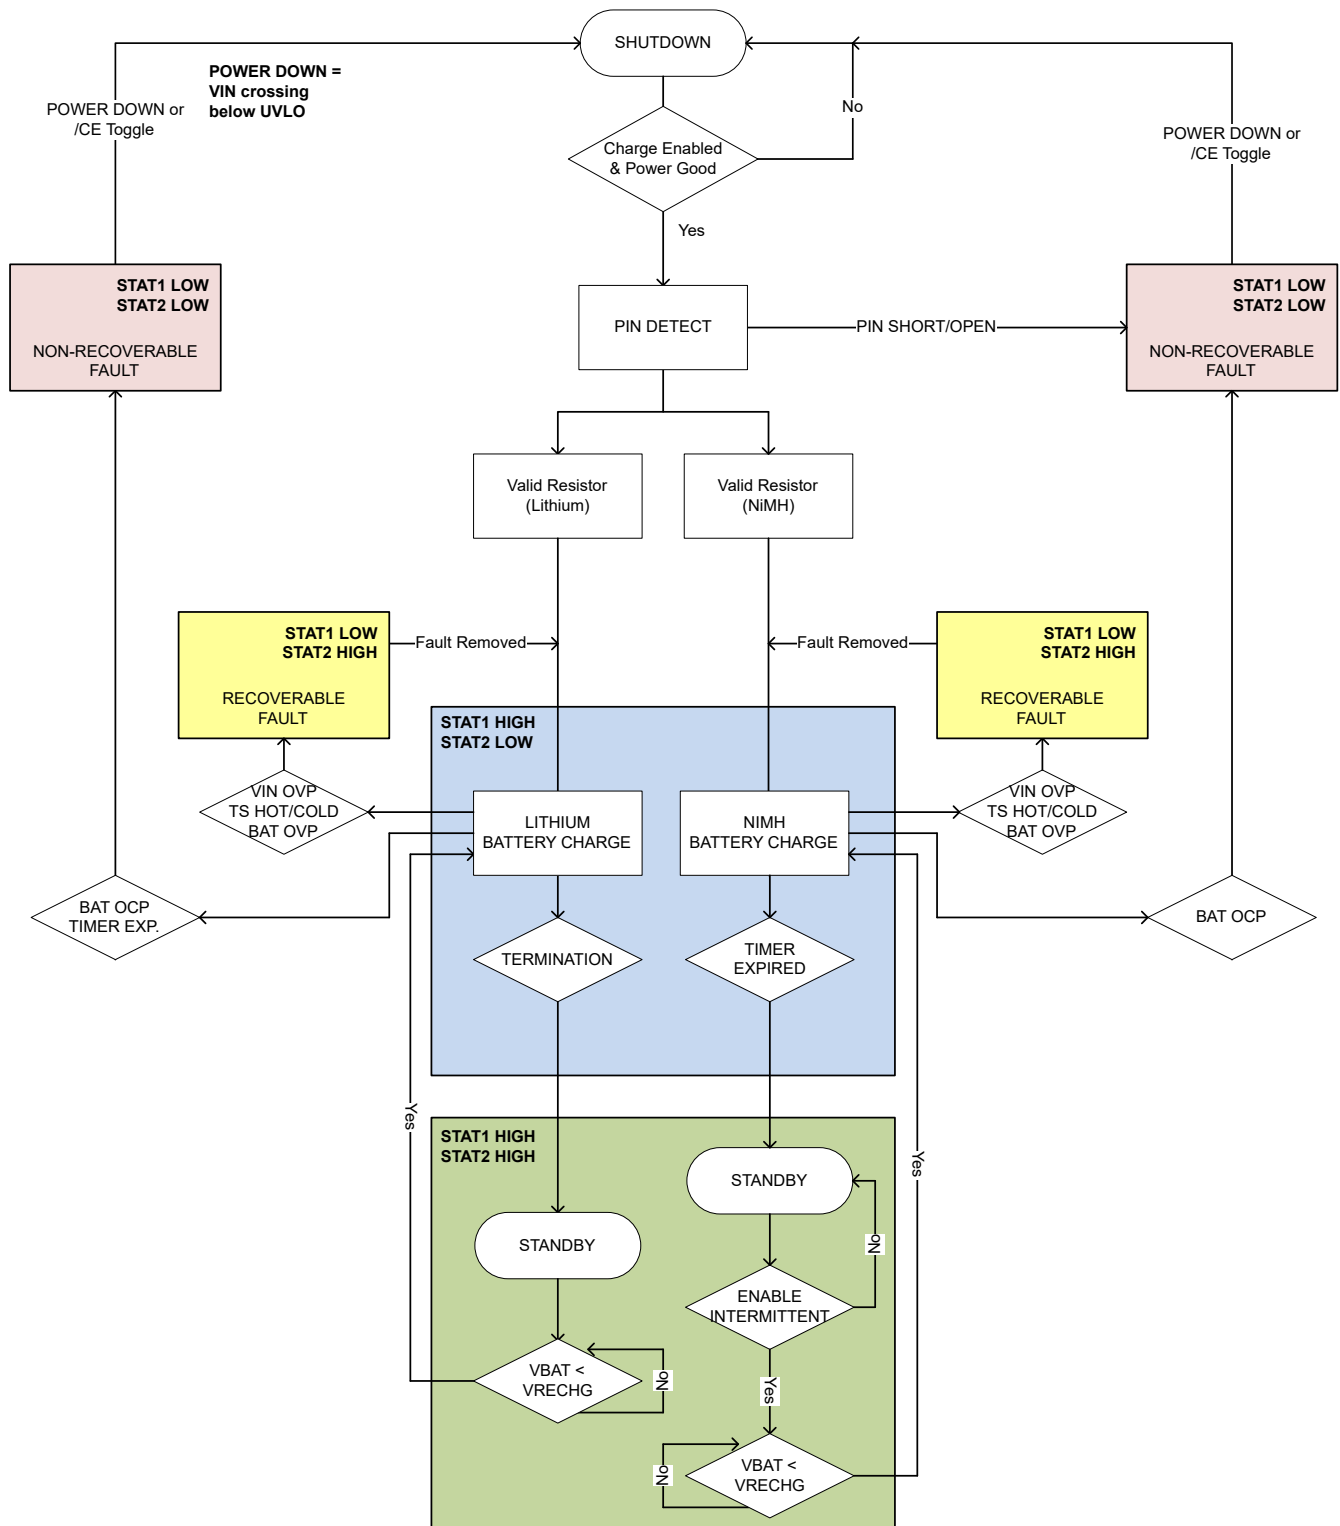 SHUTDOWN
POWER DOWN =
VIN crossing
below UVLO
POWER DOWN or
/CE Toggle
No
POWER DOWN or
/CE Toggle
Charge Enabled
& Power Good
Yes
STAT1 LOW
STAT2 LOW
NON-RECOVERABLE
FAULT
PIN DETECT
PIN SHORT/OPEN
STAT1 LOW
STAT2 LOW
NON-RECOVERABLE
FAULT
Valid Resistor
(Lithium)
Valid Resistor
(NiMH)
STAT1 LOW
STAT2 HIGH
RECOVERABLE
FAULT
Fault Removed
Fault Removed
STAT1 LOW
STAT2 HIGH
RECOVERABLE
FAULT
STAT1 HIGH
STAT2 LOW
VIN OVP
TS HOT/COLD
BAT OVP
LITHIUM
BATTERY CHARGE
NIMH
BATTERY CHARGE
VIN OVP
TS HOT/COLD
BAT OVP
BAT OCP
TIMER EXP.
BAT OCP
TERMINATION
TIMER
EXPIRED
Yes
STAT1 HIGH
STAT2 HIGH
Yes
STANDBY
STANDBY
No
ENABLE
INTERMITTENT
VBAT <
VRECHG
No
Yes
VBAT <
VRECHG
No